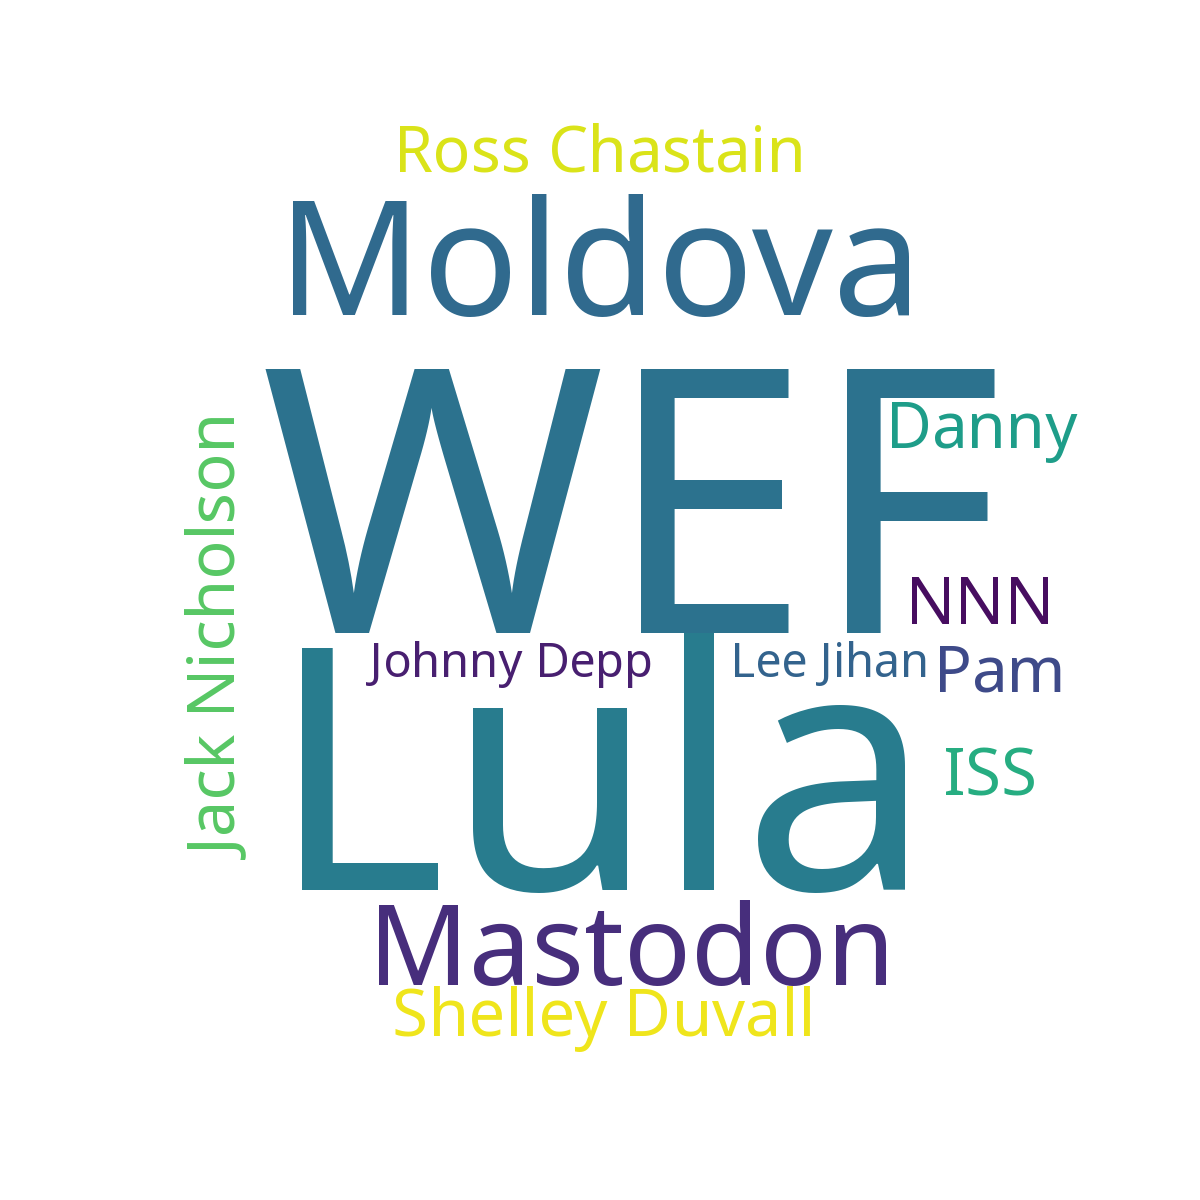 Ross Chastain
Moldova
WEF
Danny
Jack Nicholson
NNN
Johnny Depp
Lee Jihan
Pam
Lula
ISS
Mastodon
Shelley Duvall